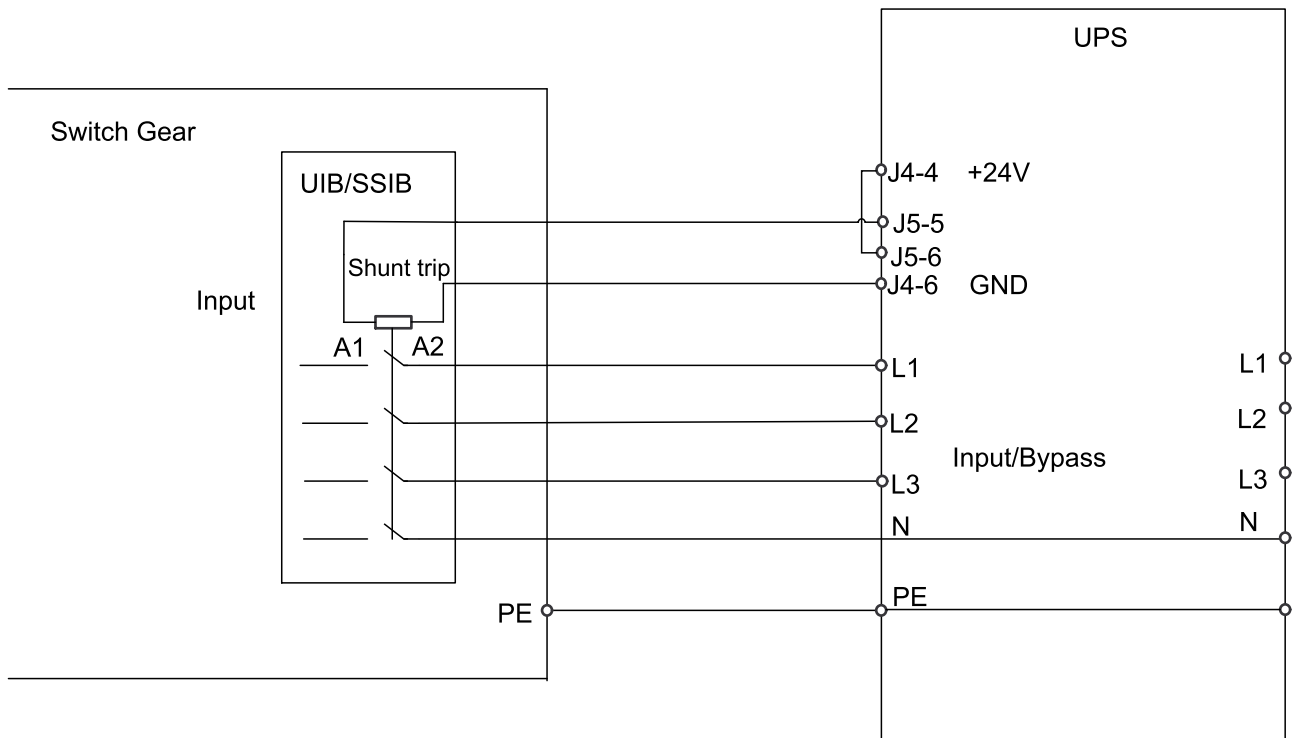 UPS
Switch Gear
UIB/SSIB
J4-4 +24V
J5-5
J5-6
Shunt trip
J4-6 GND
Input
A1 A2
L1 L1
L2 L2
Input/Bypass
L3 L3
N N
PE
PE